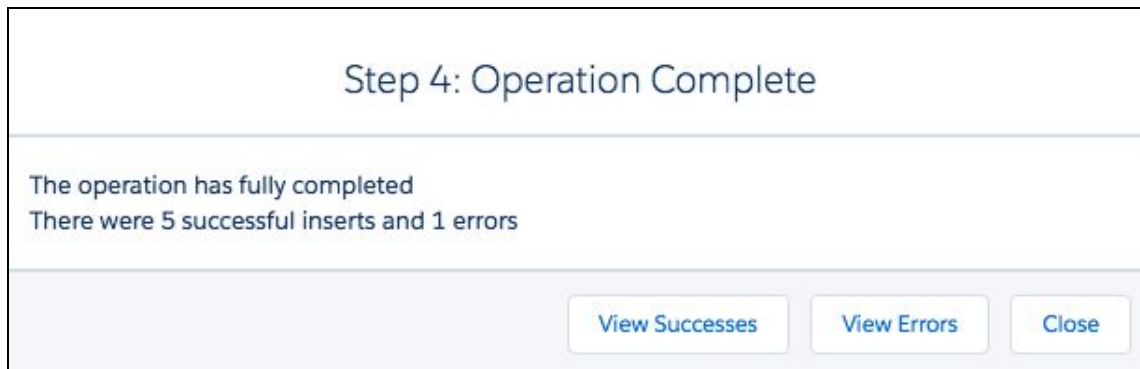 Step 4: Operation Complete
The operation has fully completed
There were 5 successful inserts and 1 errors
View Successes
View Errors
Close